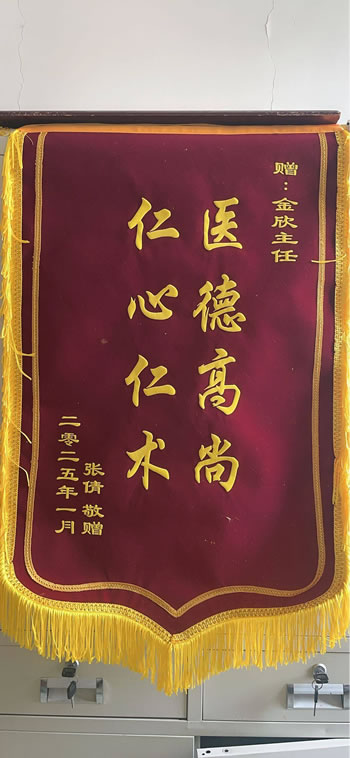 赠：金欣主任
医德高尚
仁心仁术
张倩 敬赠
二零二五年一月